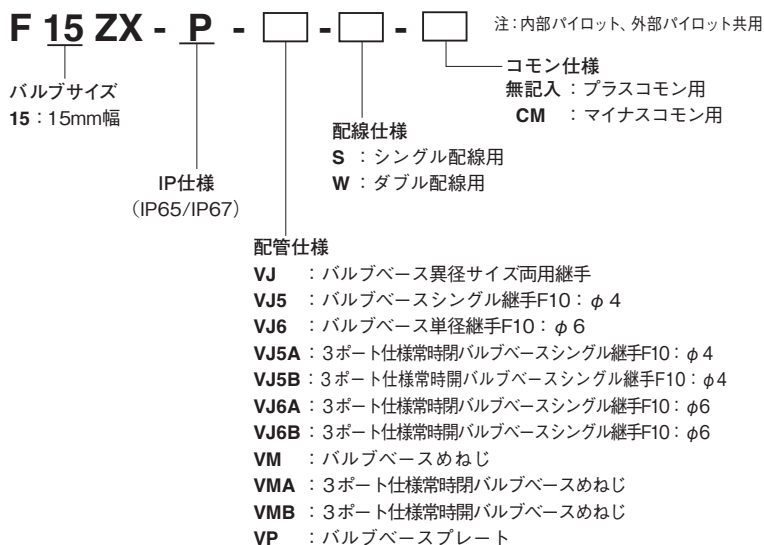 F 15 ZX - P - □ - □ - □
注：内部パイロット、外部パイロット共用
コモン仕様
無記入：プラスコモン用
CM ：マイナスコモン用
バルブサイズ
15：15mm幅
配線仕様
S ：シングル配線用
W ：ダブル配線用
IP仕様
（IP65/IP67）
配管仕様
VJ ：バルブベース異径サイズ両用継手
VJ5 ：バルブベースシングル継手F10：φ4
VJ6 ：バルブベース単径継手F10：φ6
VJ5A：3ポート仕様常時閉バルブベースシングル継手F10：φ4
VJ5B：3ポート仕様常時開バルブベースシングル継手F10：φ4
VJ6A：3ポート仕様常時閉バルブベースシングル継手F10：φ6
VJ6B：3ポート仕様常時開バルブベースシングル継手F10：φ6
VM ：バルブベースめねじ
VMA ：3ポート仕様常時閉バルブベースめねじ
VMB ：3ポート仕様常時開バルブベースめねじ
VP ：バルブベースプレート